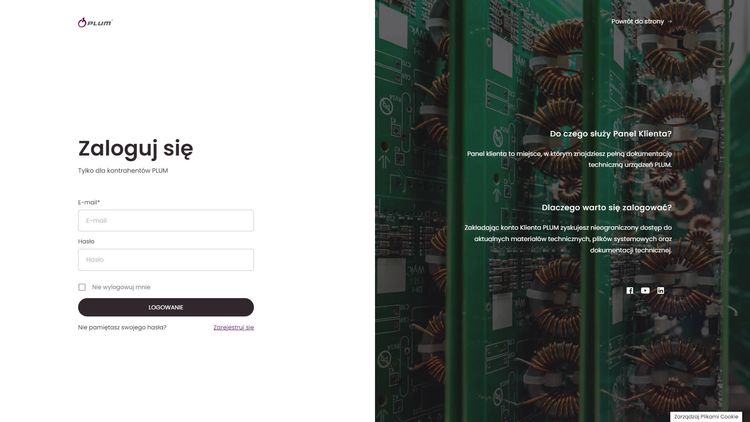 PLUM
Powrót do strony →
Zaloguj się
Tylko dla kontrahentów PLUM
E-mail*
E-mail
Hasło
Hasło
Nie wylogowuj mnie
LOGOWANIE
Nie pamiętasz swojego hasła?
Zarejestruj się
Do czego służy Panel Klienta?
Panel klienta to miejsce, w którym znajdziesz pełną dokumentację
techniczną urządzeń PLUM.
Dlaczego warto się zalogować?
Zakładając konto Klienta PLUM zyskujesz nieograniczony dostęp do
aktualnych materiałów technicznych, plików systemowych oraz
dokumentacji technicznej.
Zarządzaj Plikami Cookie